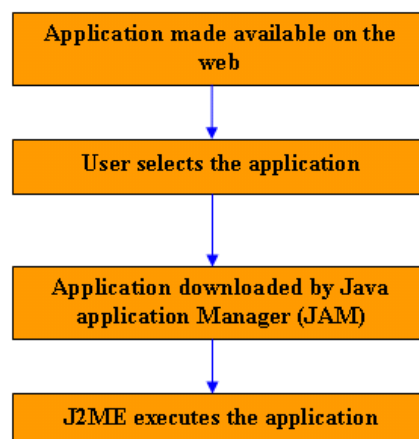 Application made available on the
web
User selects the application
Application downloaded by Java
application Manager (JAM)
J2ME executes the application